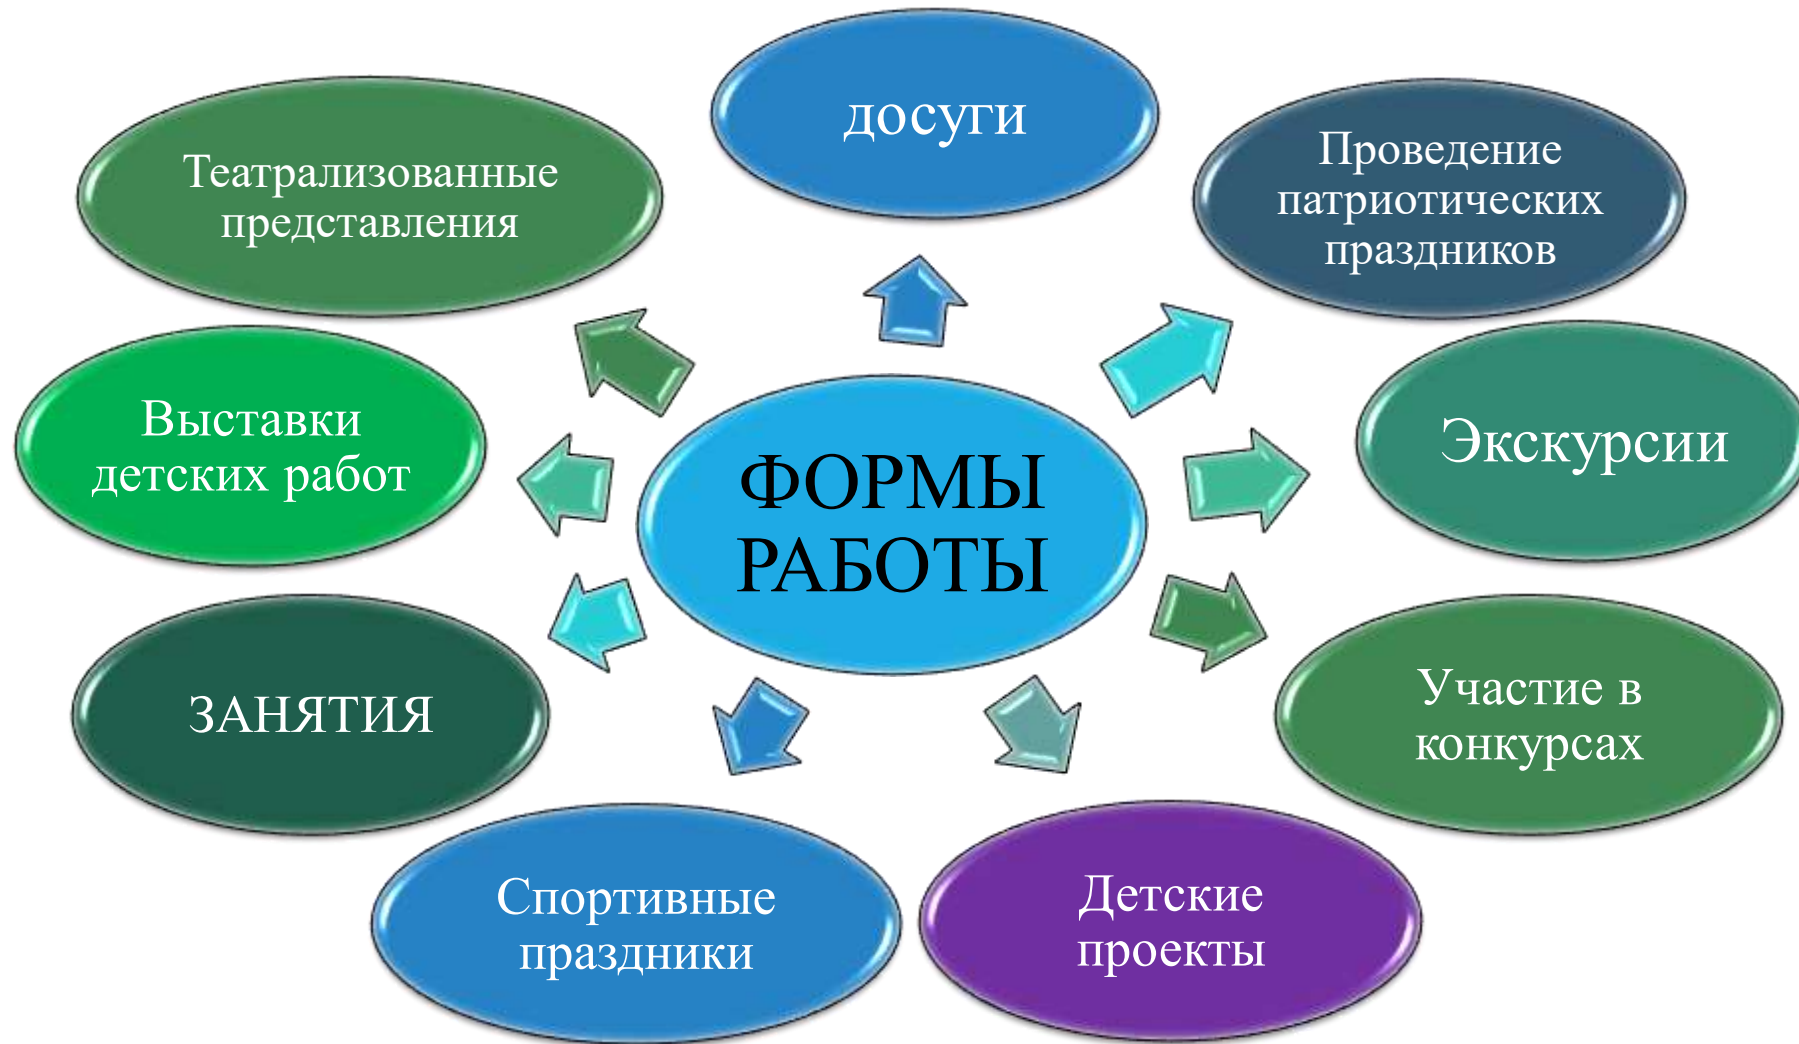 досуги
Театрализованные
представления
Проведение
патриотических
праздников
Выставки
детских работ
Экскурсии
ФОРМЫ
РАБОТЫ
ЗАНЯТИЯ
Участие в
конкурсах
Спортивные
праздники
Детские
проекты